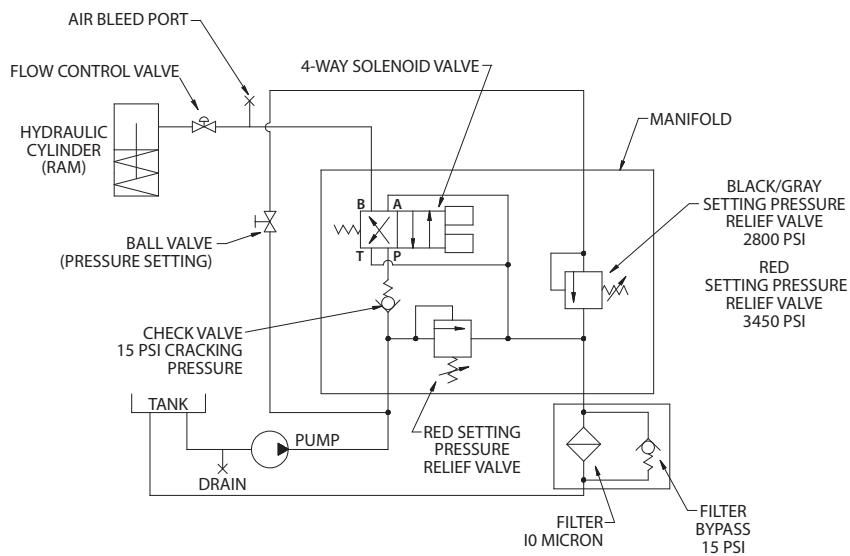 AIR BLEED PORT
FLOW CONTROL VALVE
4-WAY SOLENOID VALVE
MANIFOLD
HYDRAULIC
CYLINDER
(RAM)
B A
T P
BLACK/GRAY
SETTING PRESSURE
RELIEF VALVE
2800 PSI
RED
SETTING PRESSURE
RELIEF VALVE
3450 PSI
BALL VALVE
(PRESSURE SETTING)
CHECK VALVE
15 PSI CRACKING
PRESSURE
TANK
PUMP
DRAIN
RED SETTING
PRESSURE
RELIEF VALVE
FILTER
I0 MICRON
FILTER
BYPASS
15 PSI